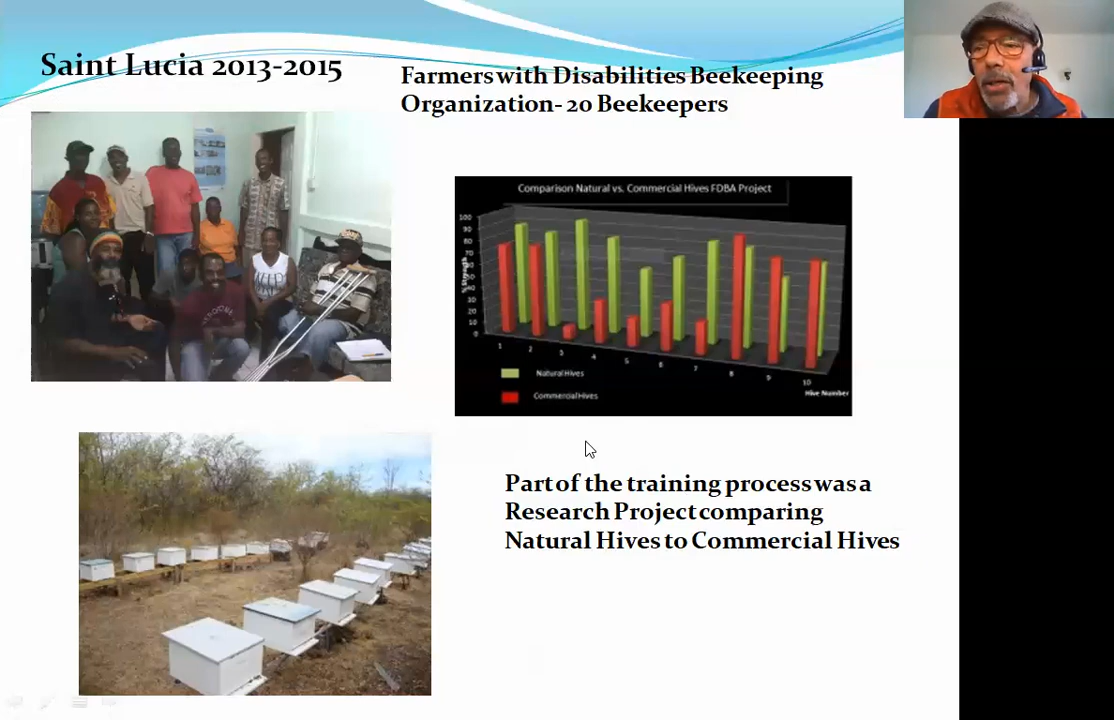 Saint Lucia 2013-2015
Farmers with Disabilities Beekeeping
Organization- 20 Beekeepers
Comparison Natural vs. Commercial Hives FDBA Project
100
90
80
70
60
50
40
30
20
10
0
1 2 3 4 5 6 7 8 9 10
Hive Number
Natural Hives
Commercial Hives
Part of the training process was a
Research Project comparing
Natural Hives to Commercial Hives